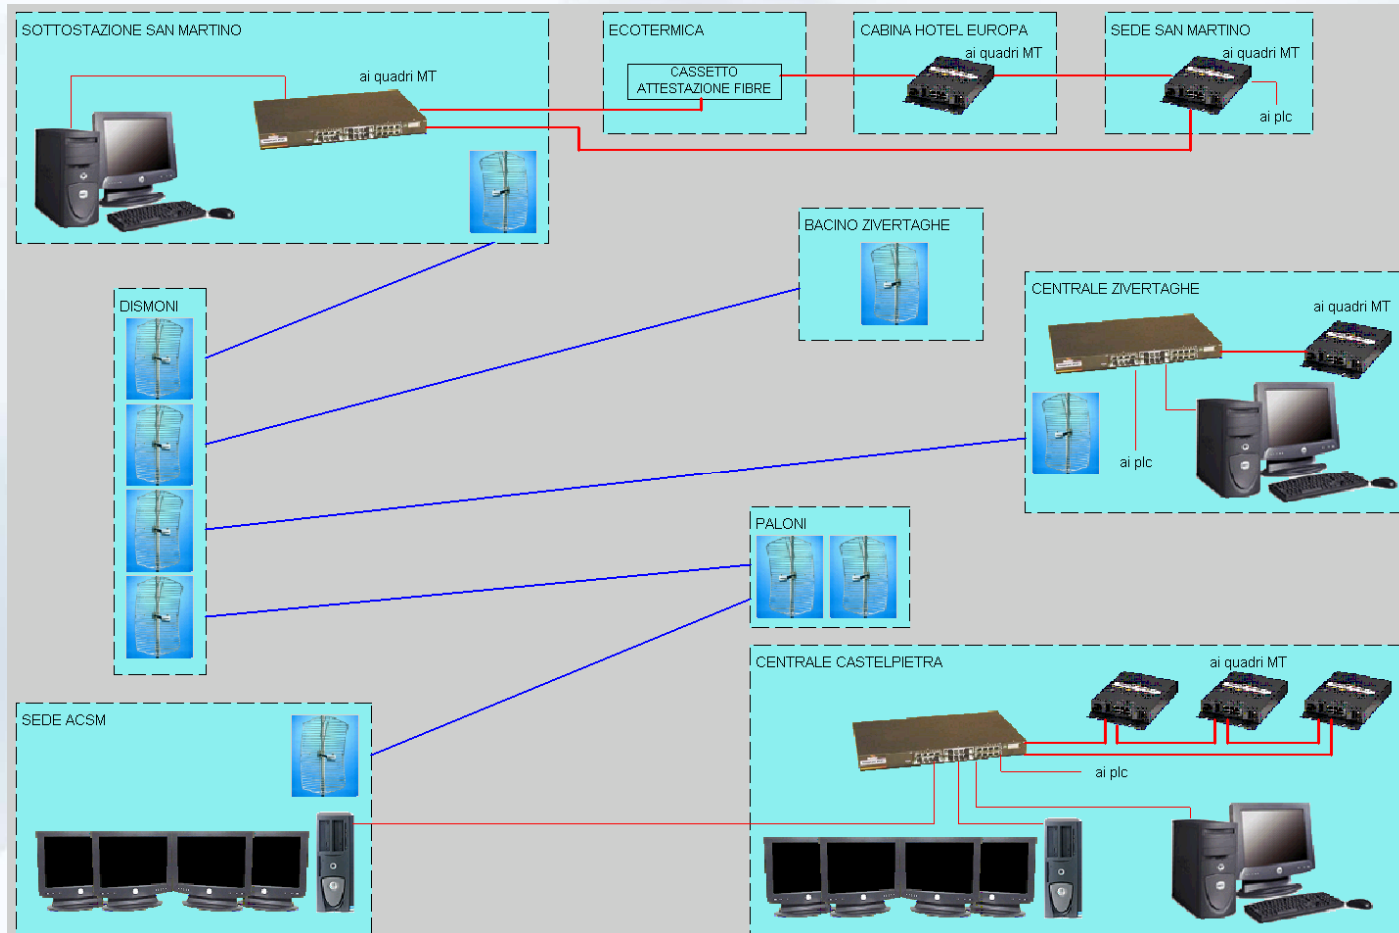 SOTTOSTAZIONE SAN MARTINO
ai quadri MT
ECOTERMICA
CASSETTO
ATTESTAZIONE FIBRE
CABINA HOTEL EUROPA
ai quadri MT
SEDE SAN MARTINO
ai quadri MT
ai plc
BACINO ZIVERTAGHE
CENTRALE ZIVERTAGHE
ai quadri MT
ai plc
DISMONI
PALONI
CENTRALE CASTELPIETRA
ai quadri MT
ai plc
SEDE ACSM